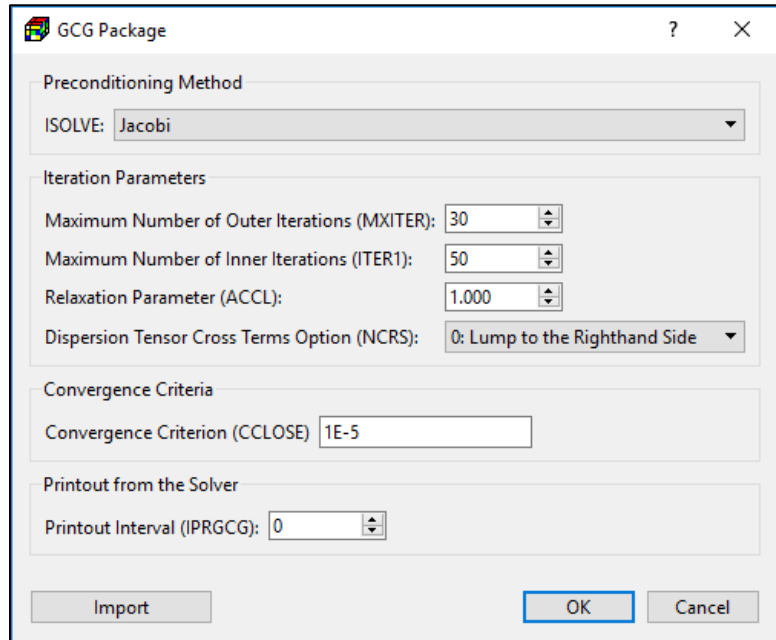 GCG Package ?
Preconditioning Method
ISOLVE: Jacobi
Iteration Parameters
Maximum Number of Outer Iterations (MXITER): 30
Maximum Number of Inner Iterations (ITER1): 50
Relaxation Parameter (ACCL): 1.000
Dispersion Tensor Cross Terms Option (NCRS): 0: Lump to the Righthand Side
Convergence Criteria
Convergence Criterion (CCLOSE) 1E-5
Printout from the Solver
Printout Interval (IPRGCG): 0
Import OK Cancel